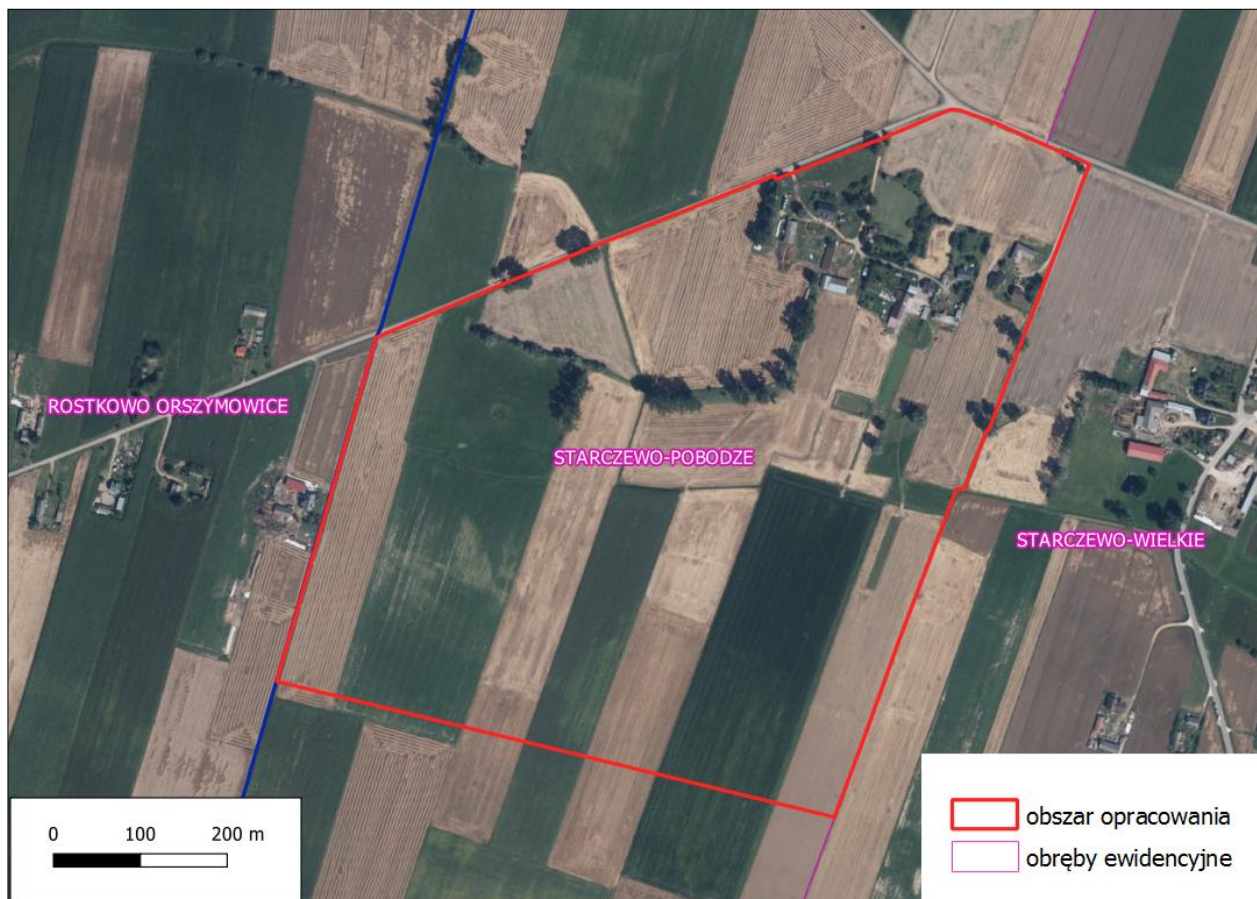 ROSTKOWO ORSZYMOWICE
STARCZEWO-POBODZE
STARCZEWO-WIELKIE
0 100 200 m
obszar opracowania
obręby ewidencyjne